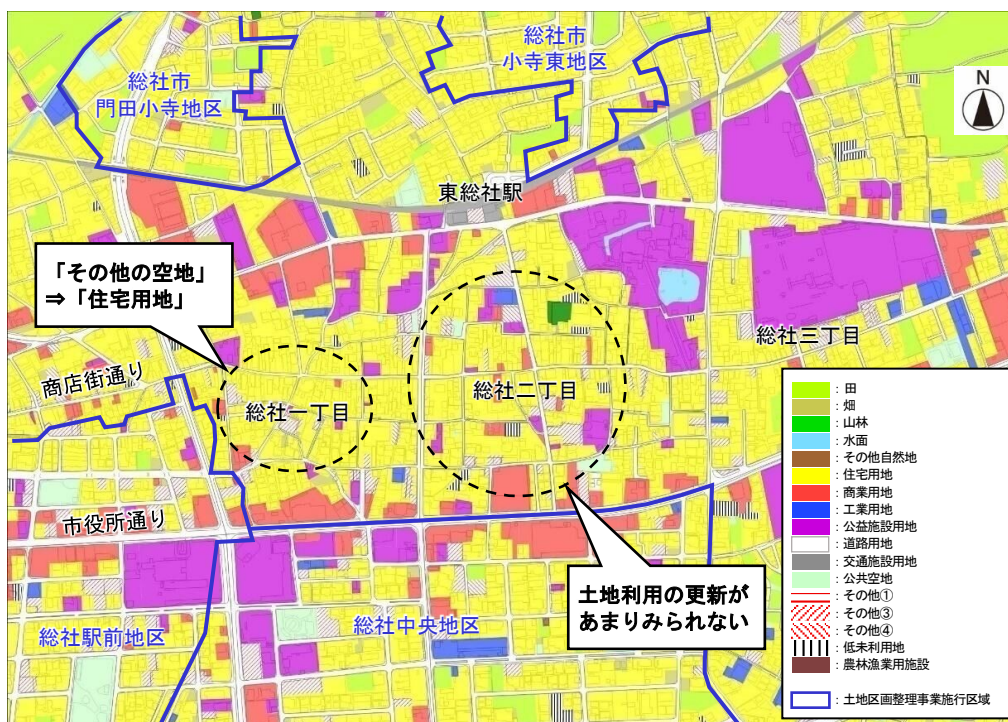 総社市
門田小寺地区
総社市
小寺東地区
N
東総社駅
「その他の空地」
⇒「住宅用地」
商店街通り
総社一丁目
総社二丁目
総社三丁目
市役所通り
土地利用の更新が
あまりみられない
総社駅前地区
総社中央地区
：田
：畑
：山林
：水面
：その他自然地
：住宅用地
：商業用地
：工業用地
：公益施設用地
：道路用地
：交通施設用地
：公共空地
：その他①
：その他③
：その他④
：低未利用地
：農林漁業用施設
：土地区画整理事業施行区域